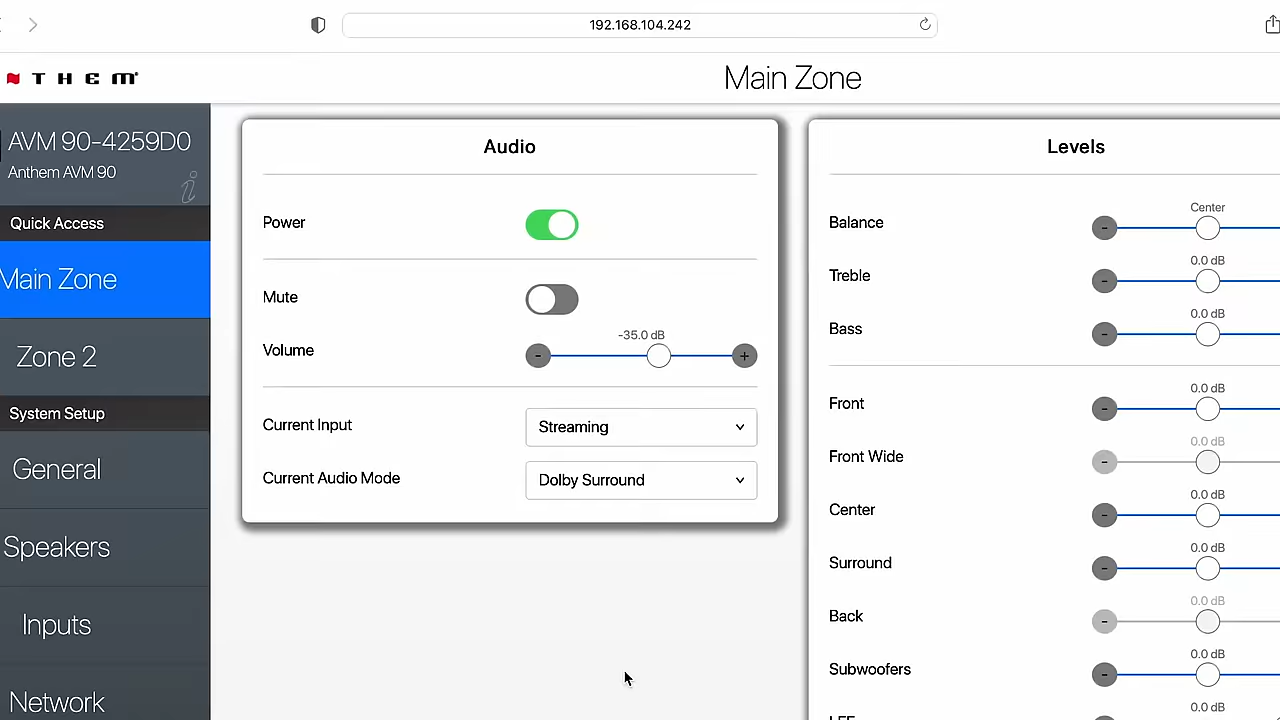 192.168.104.242
THEM
Main Zone
AVM 90-4259D0
Anthem AVM 90
i
Quick Access
Main Zone
Zone 2
System Setup
General
Speakers
Inputs
Network
Audio
Power
Mute
Volume
-35.0 dB
- +
Current Input
Streaming
Current Audio Mode
Dolby Surround
Levels
Balance
Center
-
Treble
0.0 dB
-
Bass
0.0 dB
-
Front
0.0 dB
-
Front Wide
0.0 dB
-
Center
0.0 dB
-
Surround
0.0 dB
-
Back
0.0 dB
-
Subwoofers
0.0 dB
-
LFE
0.0 dB